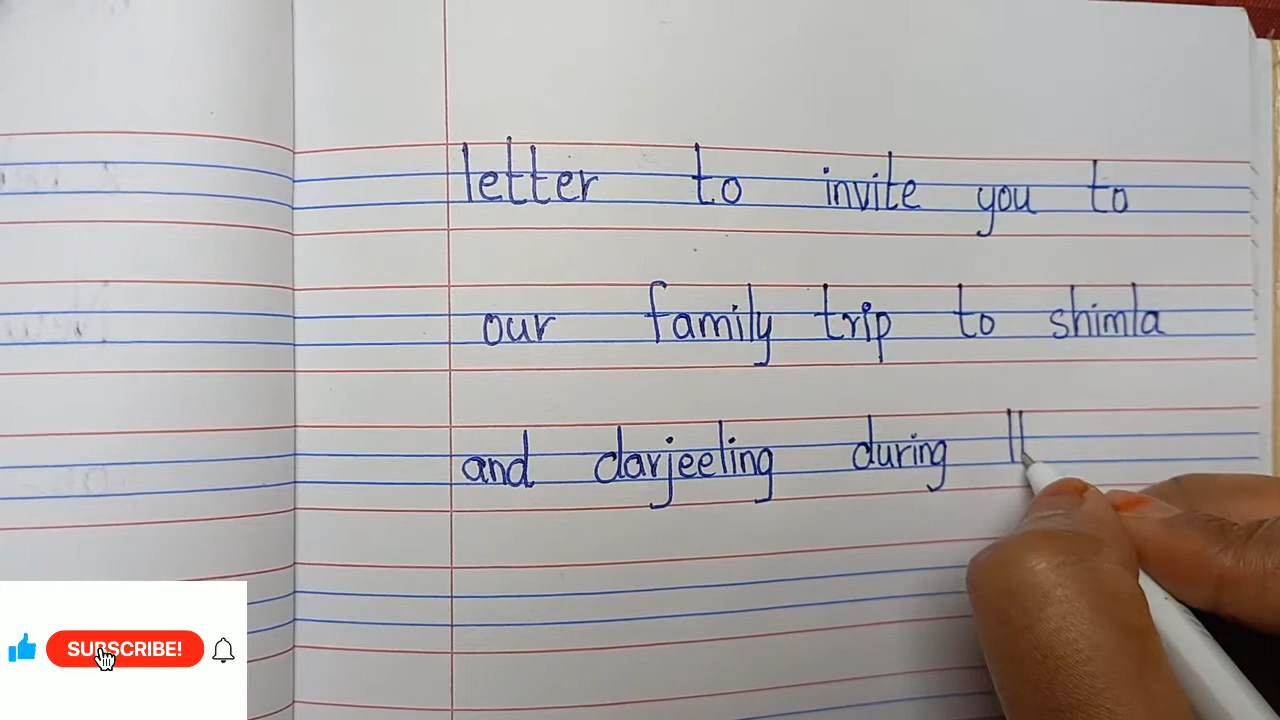 letter to invite you to
our family trip to shimla
and darjeeling during
SUBSCRIBE!